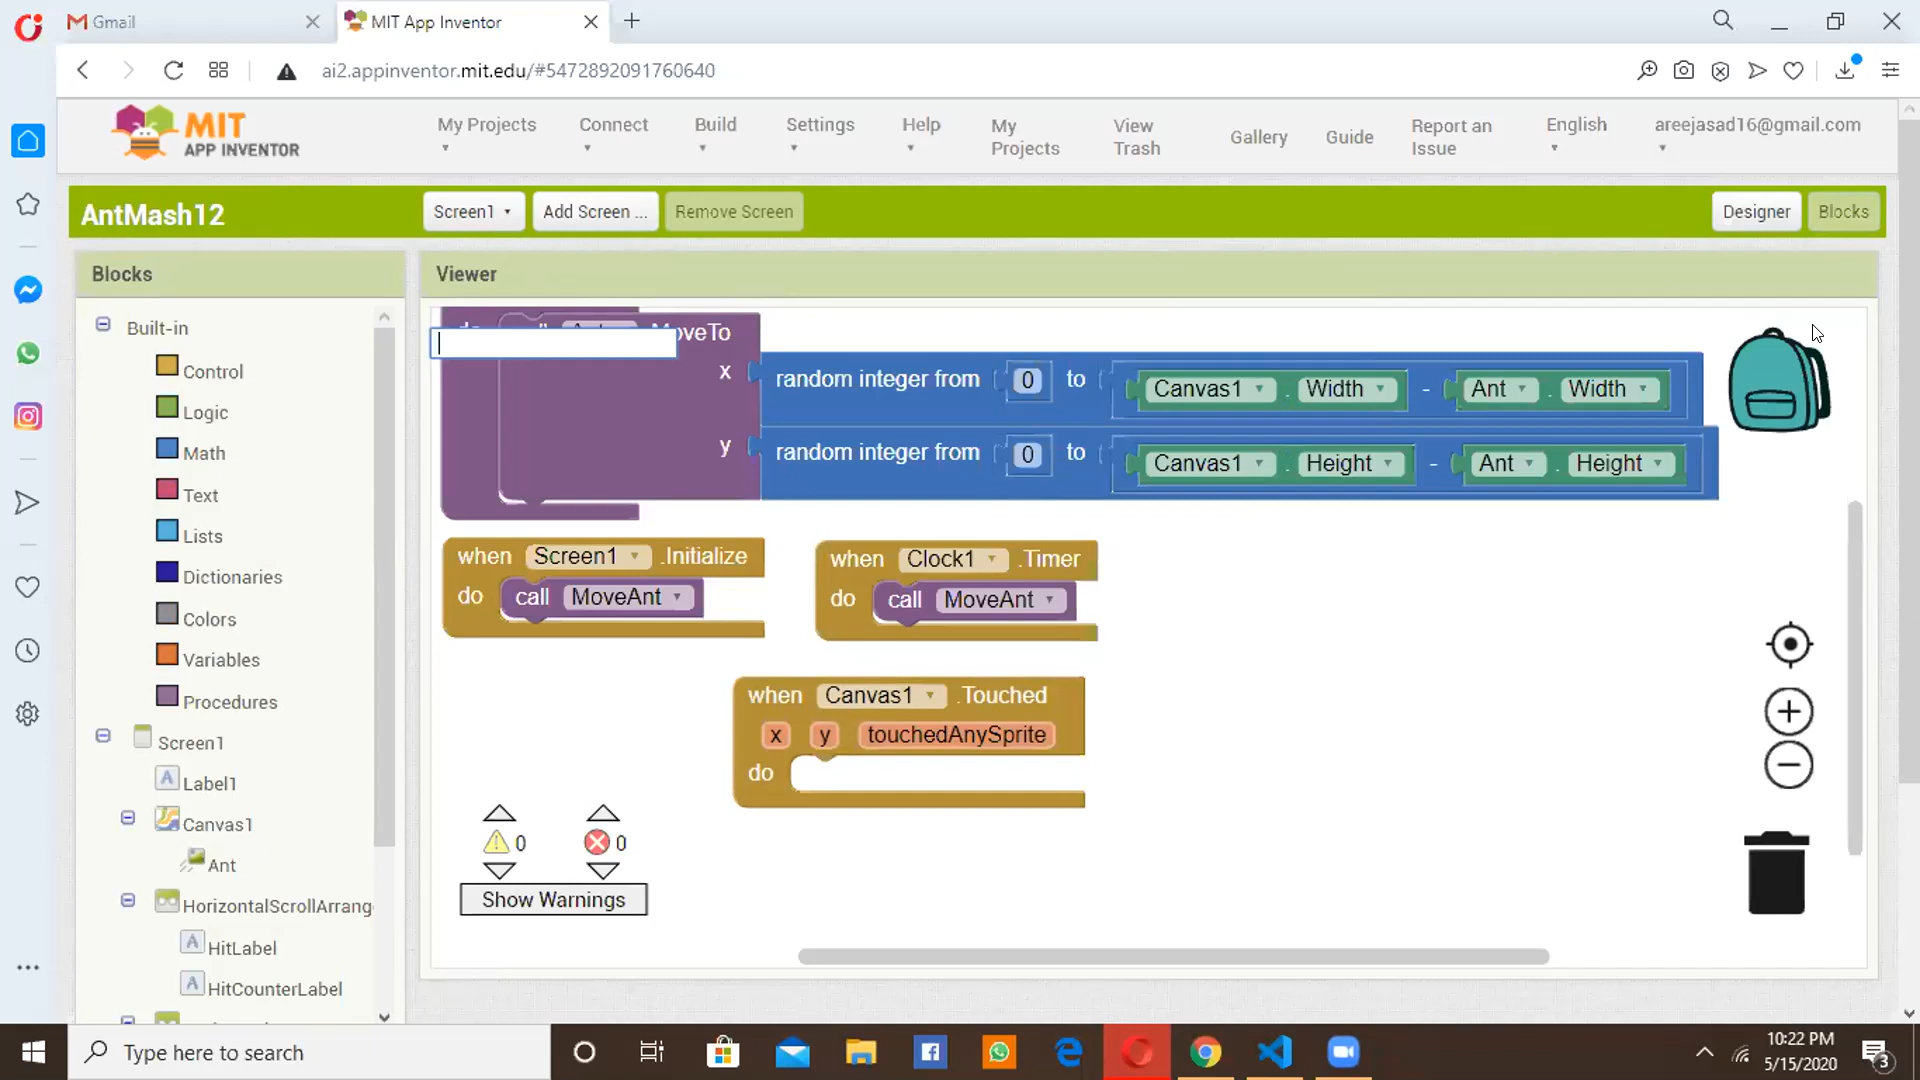 Gmail
MIT App Inventor
ai2.appinventor.mit.edu/#5472892091760640
MIT
APP INVENTOR
My Projects
Connect
Build
Settings
Help
My
Projects
View
Trash
Gallery
Guide
Report an
Issue
English
areejasad16@gmail.com
AntMash12
Screen1
Add Screen ...
Remove Screen
Designer
Blocks
Blocks
Viewer
Built-in
Control
Logic
Math
Text
Lists
Dictionaries
Colors
Variables
Procedures
Screen1
Label1
Canvas1
Ant
HorizontalScrollArrang
HitLabel
HitCounterLabel
MoveTo
x random integer from 0 to Canvas1 . Width - Ant . Width
y random integer from 0 to Canvas1 . Height - Ant . Height
when Screen1 .Initialize
do call MoveAnt
when Clock1 .Timer
do call MoveAnt
when Canvas1 .Touched
x y touchedAnySprite
do
0 0
Show Warnings
Type here to search
10:22 PM
5/15/2020
3